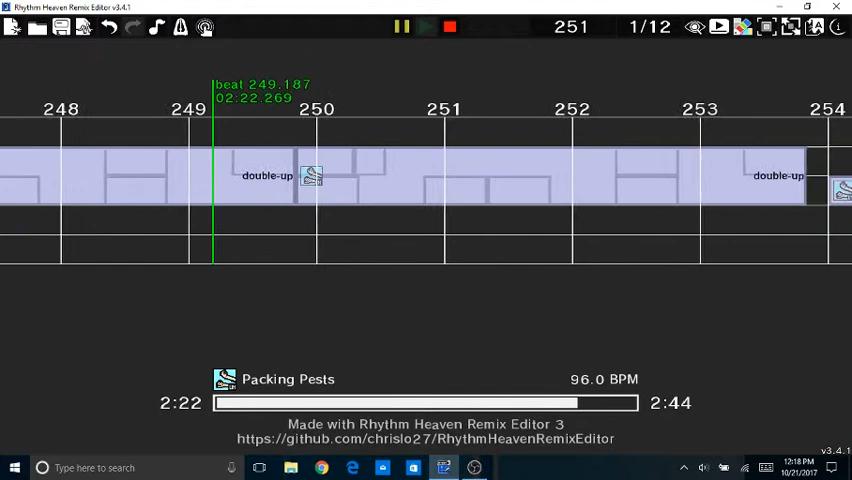 Rhythm Heaven Remix Editor v3.4.1
251 1/12
beat 249.187
02:22.269
248 249 250 251 252 253 254
double-up double-up
Packing Pests 96.0 BPM
2:22 2:44
Made with Rhythm Heaven Remix Editor 3
https://github.com/chrislo27/RhythmHeavenRemixEditor
v3.4.1
Type here to search
12:18 PM
10/21/2017